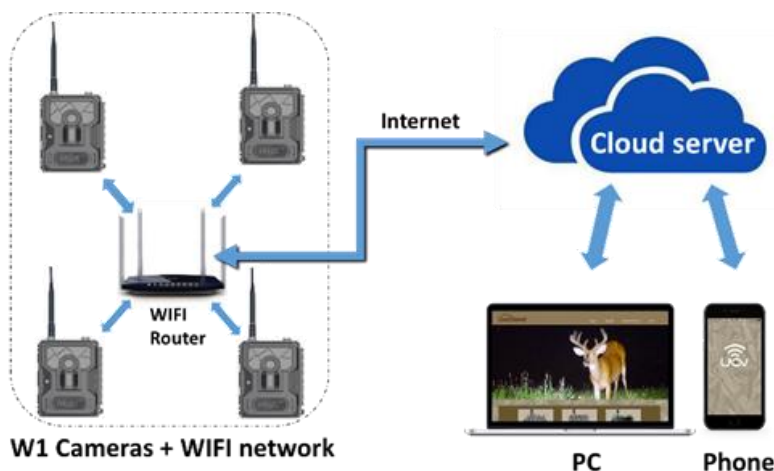 Internet
Cloud server
WIFI
Router
W1 Cameras + WIFI network
PC
Phone